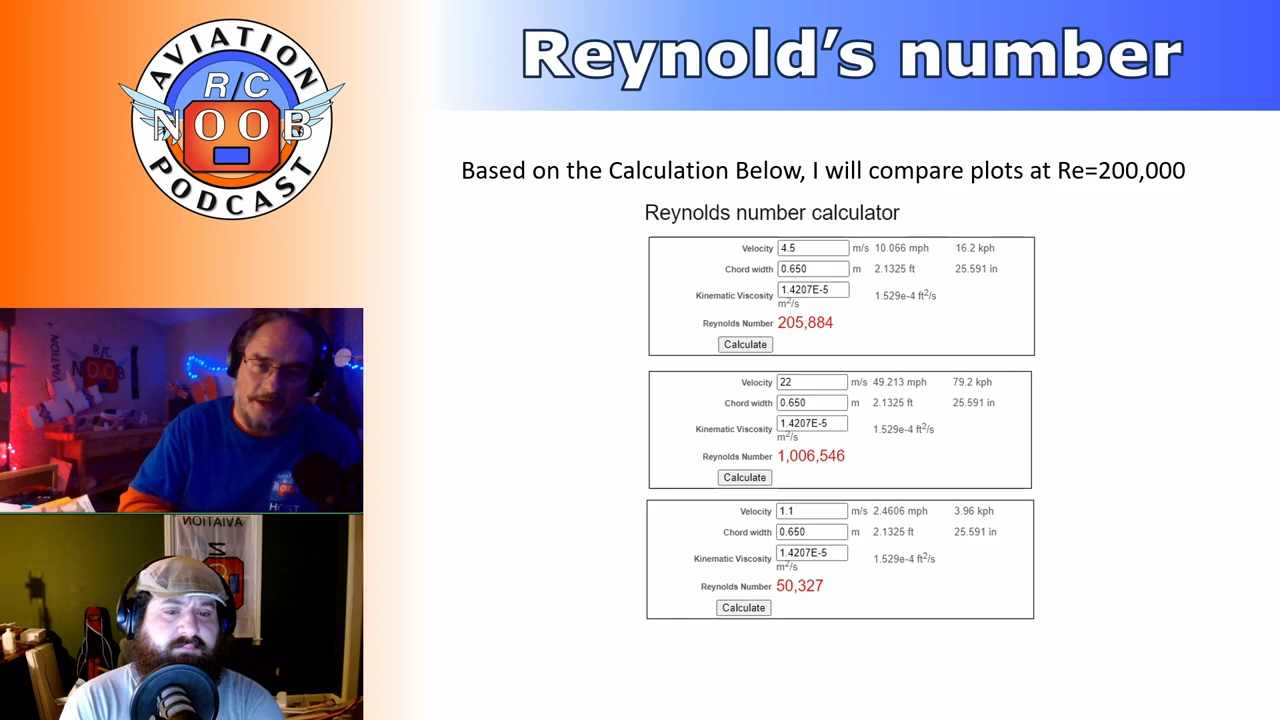 AVIATION
R/C
NOOB
PODCAST
Reynold's number
Based on the Calculation Below, I will compare plots at Re=200,000
Reynolds number calculator
Velocity 4.5 m/s 10.066 mph 16.2 kph
Chord width 0.650 m 2.1325 ft 25.591 in
Kinematic Viscosity 1.4207E-5 m²/s 1.529e-4 ft²/s
Reynolds Number 205,884
Calculate
Velocity 22 m/s 49.213 mph 79.2 kph
Chord width 0.650 m 2.1325 ft 25.591 in
Kinematic Viscosity 1.4207E-5 m²/s 1.529e-4 ft²/s
Reynolds Number 1,006,546
Calculate
Velocity 1.1 m/s 2.4606 mph 3.96 kph
Chord width 0.650 m 2.1325 ft 25.591 in
Kinematic Viscosity 1.4207E-5 m²/s 1.529e-4 ft²/s
Reynolds Number 50,327
Calculate
R/C
NOOB
HOST
AVIATION